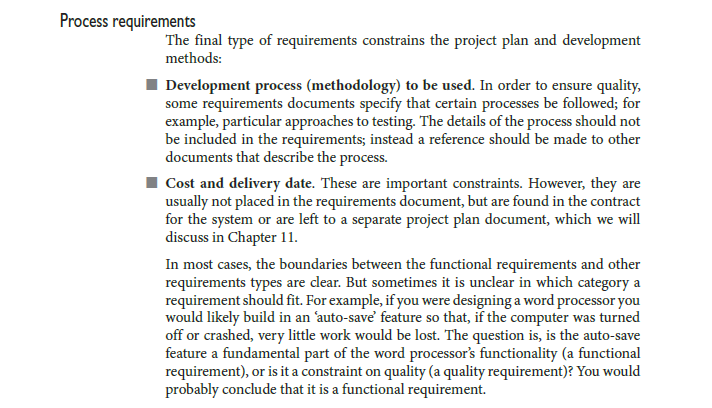 Process requirements
The final type of requirements constrains the project plan and development
methods:
Development process (methodology) to be used. In order to ensure quality,
some requirements documents specify that certain processes be followed; for
example, particular approaches to testing. The details of the process should not
be included in the requirements; instead a reference should be made to other
documents that describe the process.
Cost and delivery date. These are important constraints. However, they are
usually not placed in the requirements document, but are found in the contract
for the system or are left to a separate project plan document, which we will
discuss in Chapter 11.
In most cases, the boundaries between the functional requirements and other
requirements types are clear. But sometimes it is unclear in which category a
requirement should fit. For example, if you were designing a word processor you
would likely build in an ‘auto-save’ feature so that, if the computer was turned
off or crashed, very little work would be lost. The question is, is the auto-save
feature a fundamental part of the word processor’s functionality (a functional
requirement), or is it a constraint on quality (a quality requirement)? You would
probably conclude that it is a functional requirement.